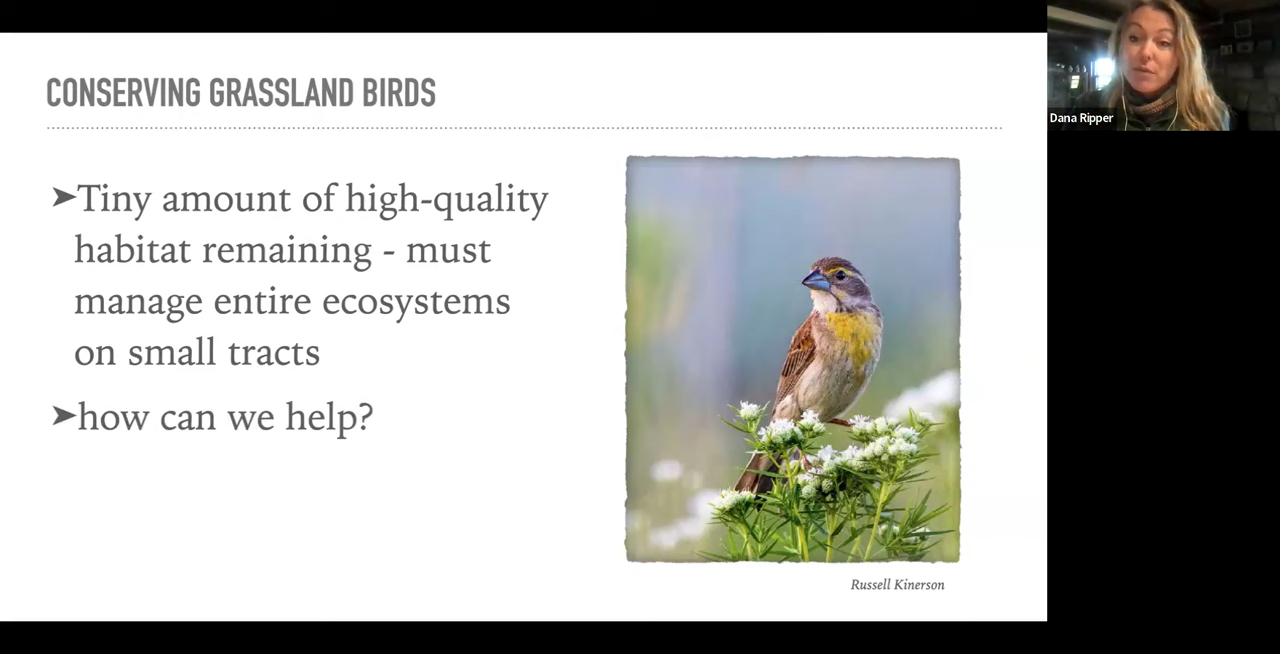 CONSERVING GRASSLAND BIRDS
➤Tiny amount of high-quality
habitat remaining - must
manage entire ecosystems
on small tracts
➤how can we help?
Russell Kinerson
Dana Ripper